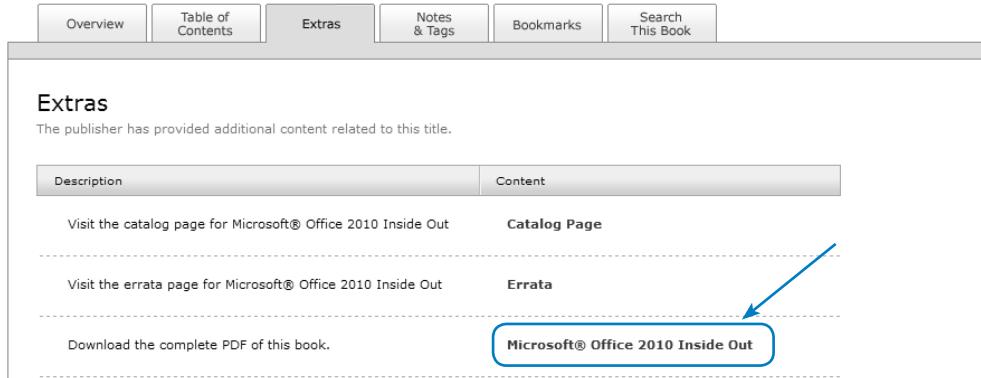 Overview
Table of
Contents
Extras
Notes
& Tags
Bookmarks
Search
This Book
Extras
The publisher has provided additional content related to this title.
Description Content
Visit the catalog page for Microsoft® Office 2010 Inside Out Catalog Page
Visit the errata page for Microsoft® Office 2010 Inside Out Errata
Download the complete PDF of this book. Microsoft® Office 2010 Inside Out